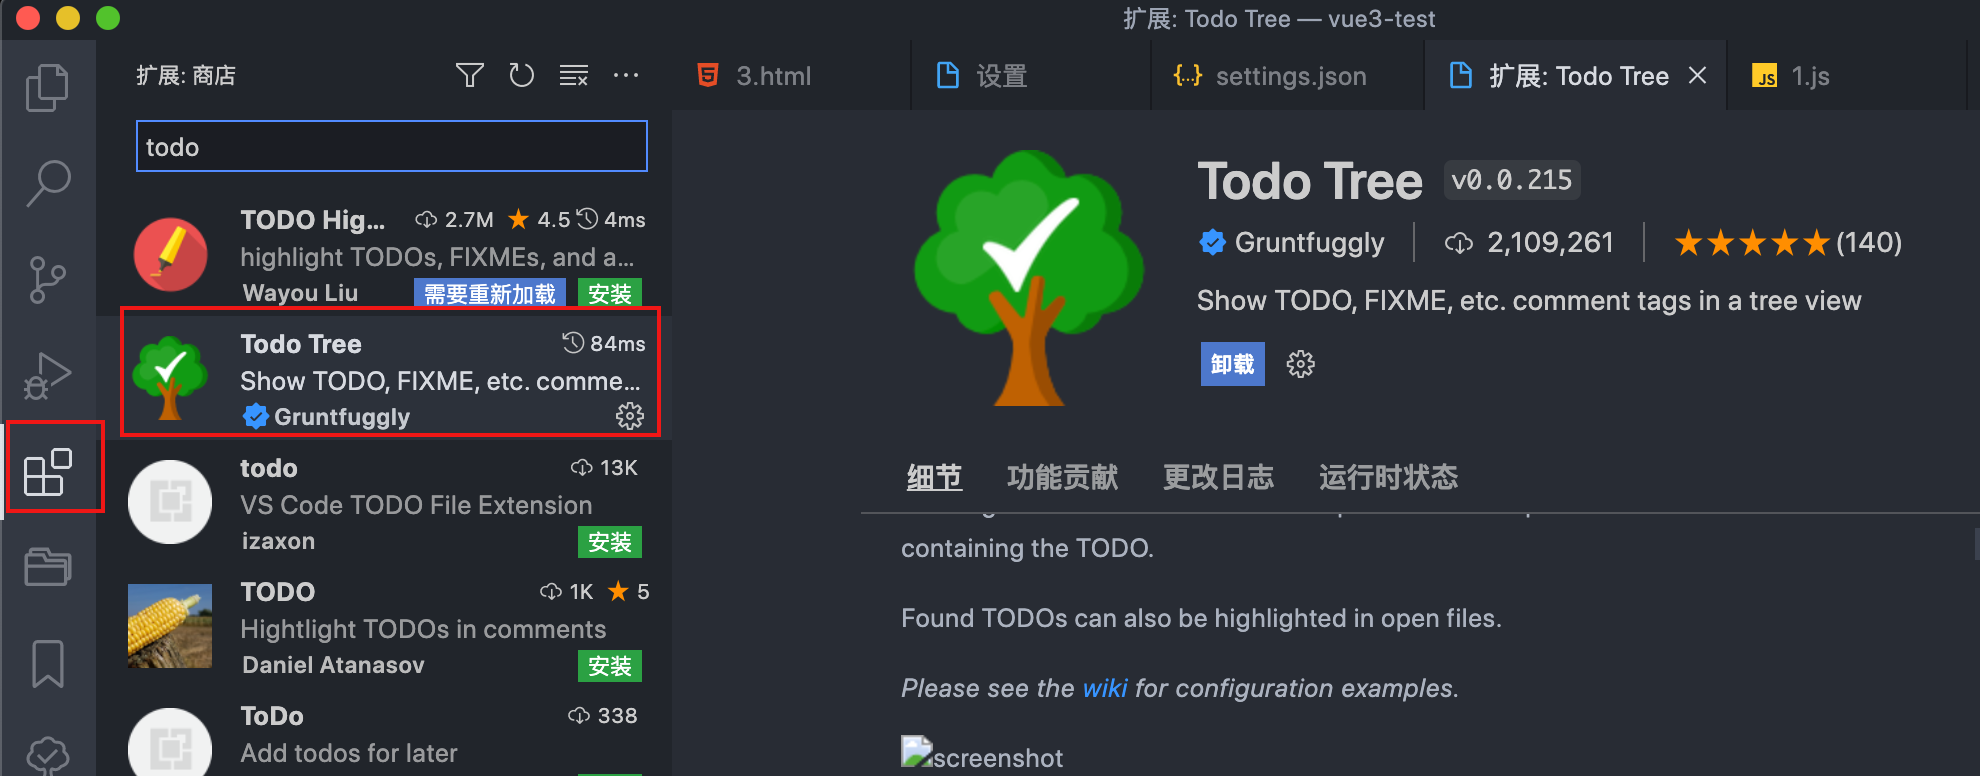 扩展: Todo Tree — vue3-test
扩展: 商店
3.html
设置
settings.json
扩展: Todo Tree
JS 1.js
todo
TODO Hig... 2.7M 4.5 4ms
highlight TODOs, FIXMEs, and a...
Wayou Liu 需要重新加载 安装
Todo Tree 84ms
Show TODO, FIXME, etc. comme...
Gruntfuggly
todo 13K
VS Code TODO File Extension
izaxon 安装
TODO 1K 5
Hightlight TODOs in comments
Daniel Atanasov 安装
ToDo 338
Add todos for later
Todo Tree v0.0.215
Gruntfuggly 2,109,261 (140)
Show TODO, FIXME, etc. comment tags in a tree view
卸载
细节 功能贡献 更改日志 运行时状态
containing the TODO.
Found TODOs can also be highlighted in open files.
Please see the wiki for configuration examples.
screenshot